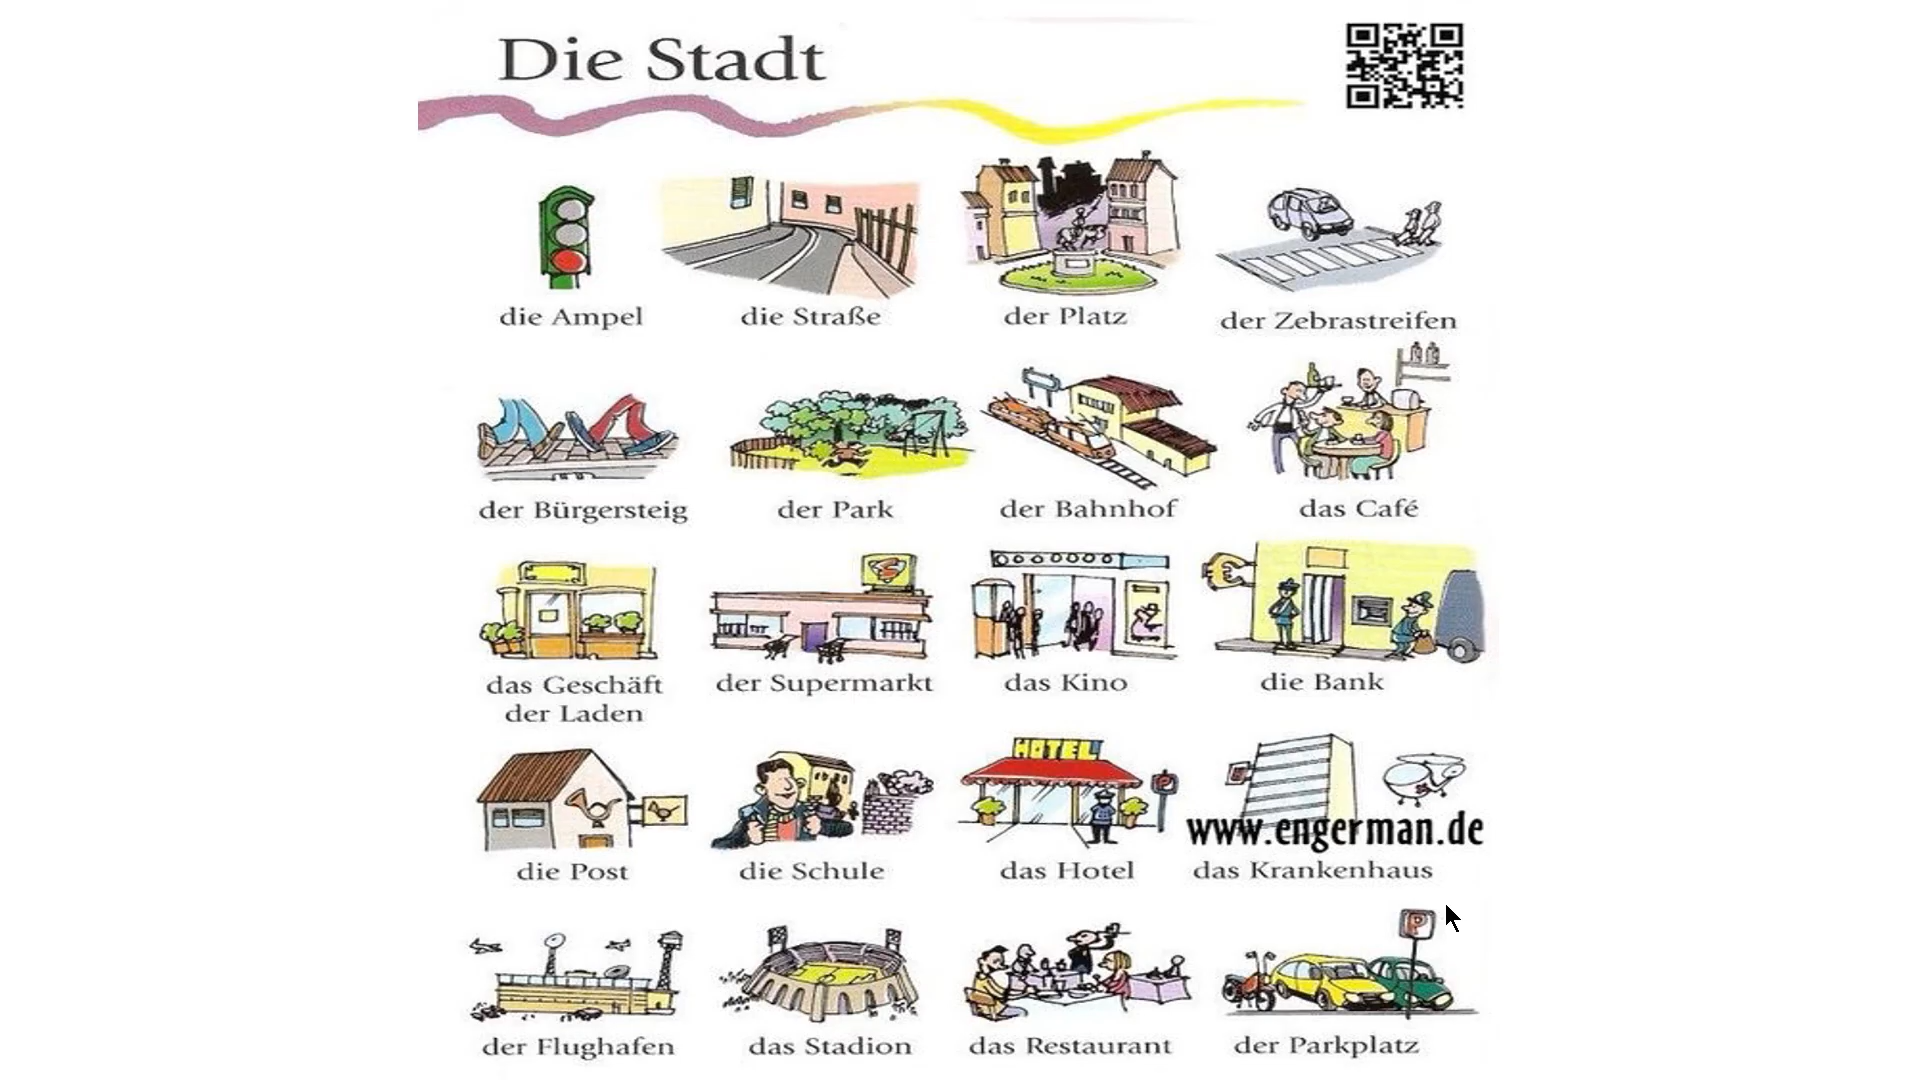 Die Stadt
die Ampel
die Straße
der Platz
der Zebrastreifen
der Bürgersteig
der Park
der Bahnhof
das Café
S
das Geschäft
der Laden
der Supermarkt
das Kino
die Bank
HOTEL
P
www.engerman.de
die Post
die Schule
das Hotel
das Krankenhaus
P
der Flughafen
das Stadion
das Restaurant
der Parkplatz